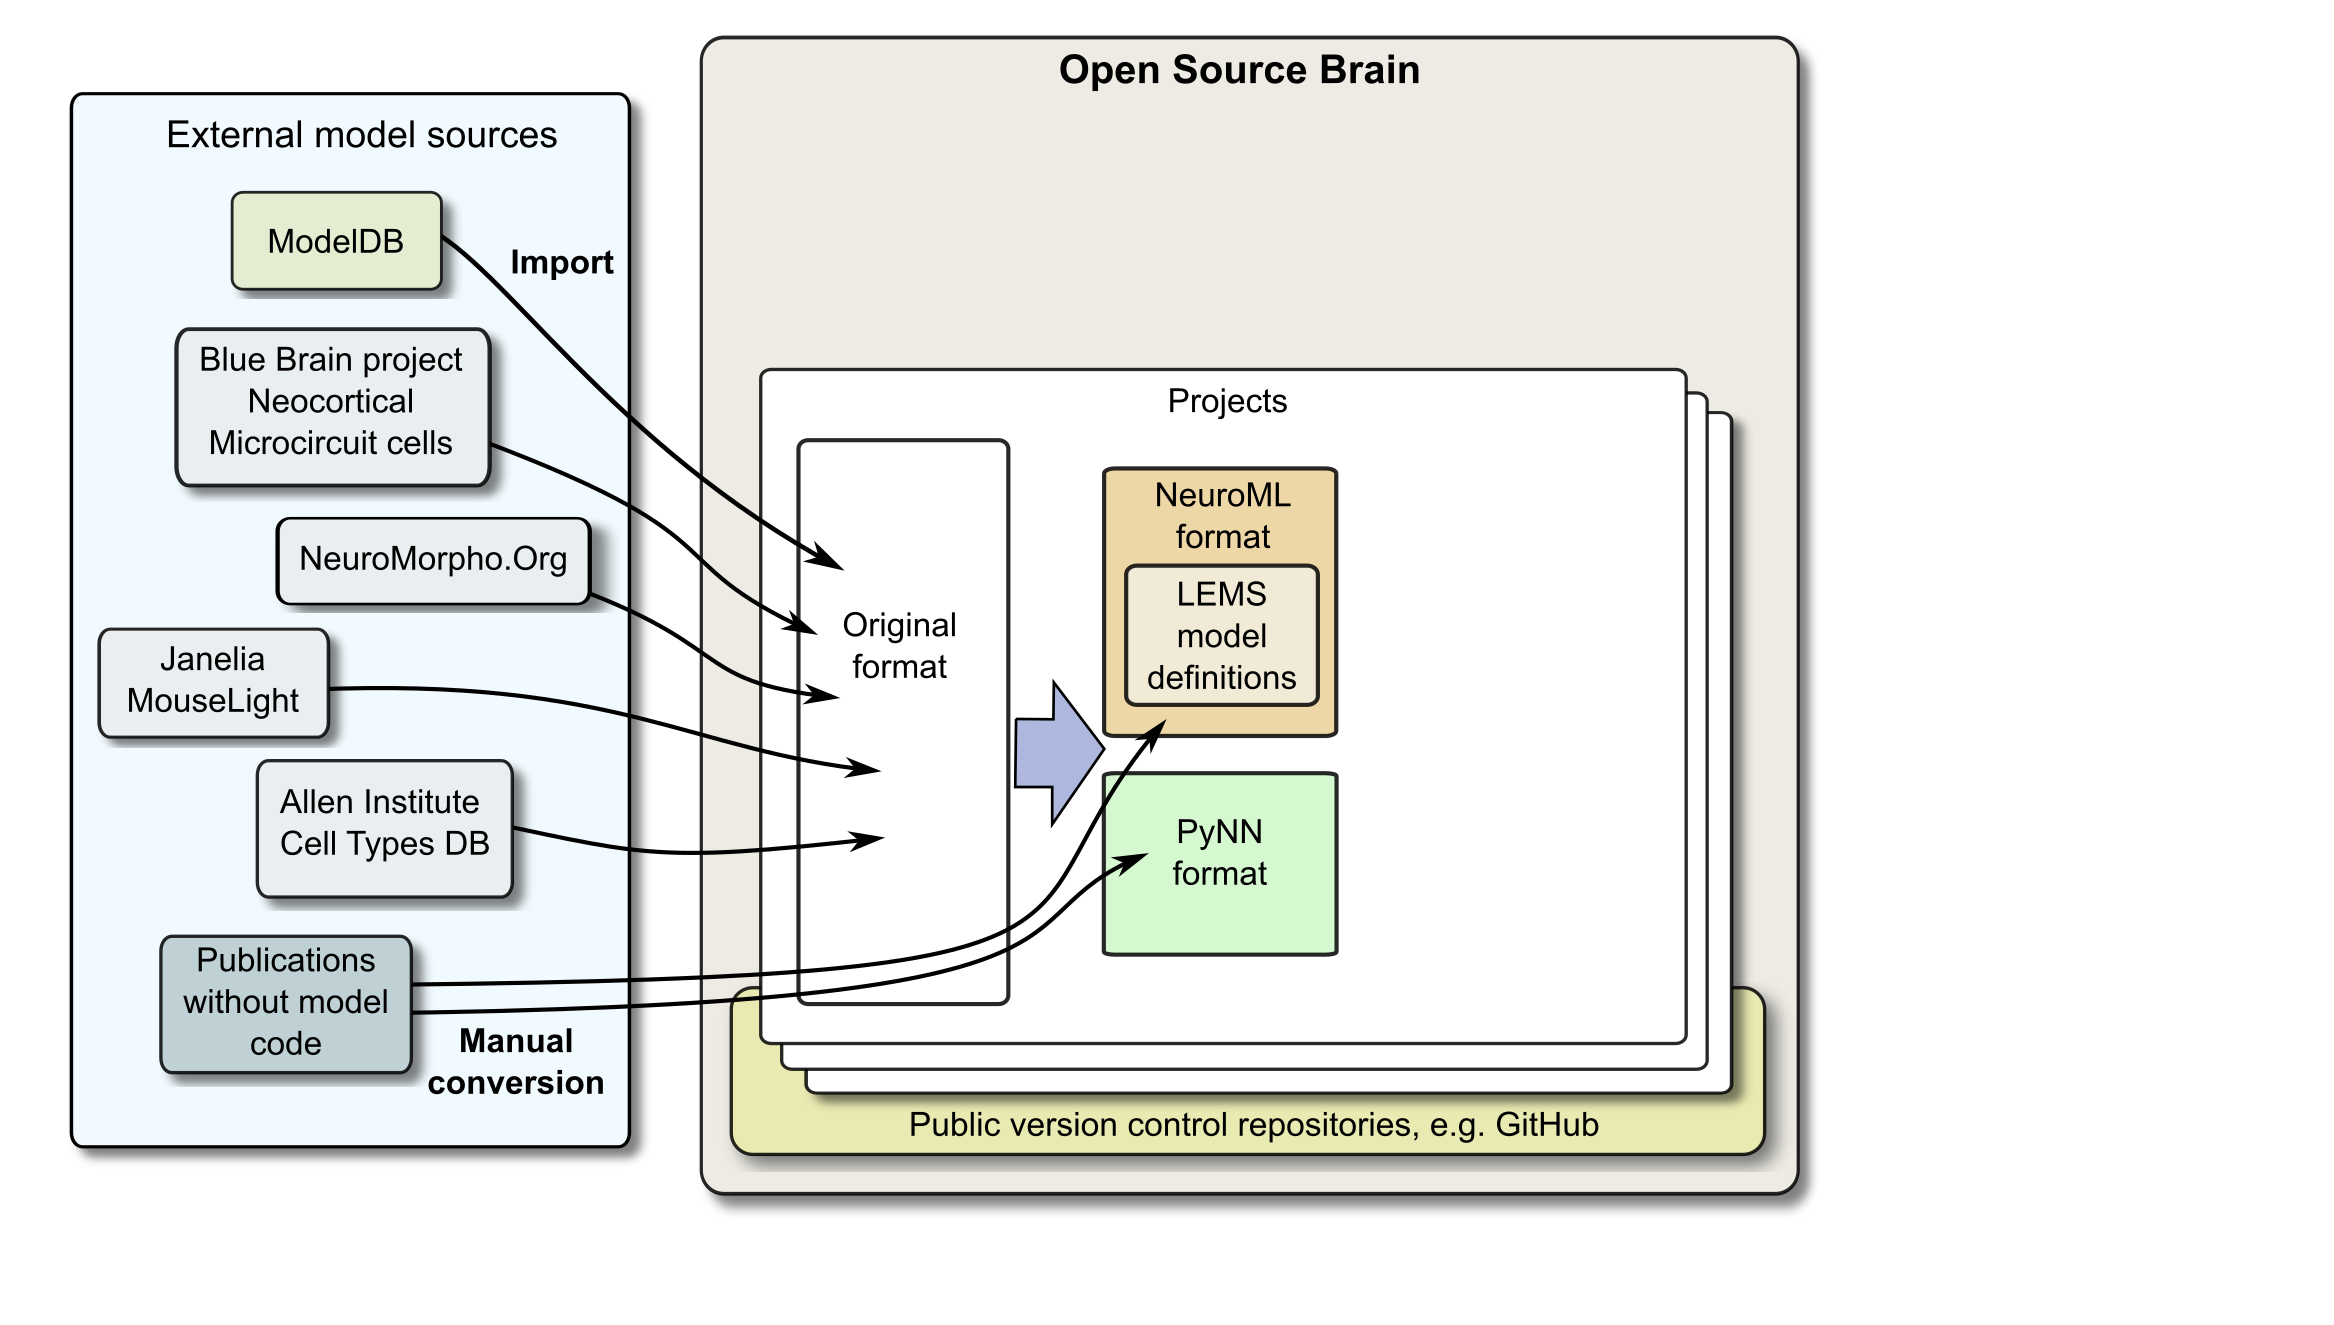 Open Source Brain
External model sources
ModelDB
Import
Blue Brain project
Neocortical
Microcircuit cells
NeuroMorpho.Org
Janelia
MouseLight
Allen Institute
Cell Types DB
Publications
without model
code
Manual
conversion
Projects
Original
format
NeuroML
format
LEMS
model
definitions
PyNN
format
Public version control repositories, e.g. GitHub